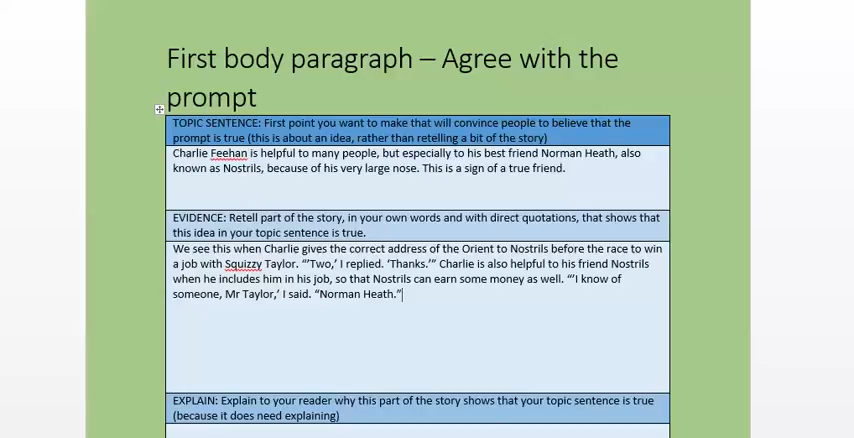 First body paragraph – Agree with the
prompt
TOPIC SENTENCE: First point you want to make that will convince people to believe that the
prompt is true (this is about an idea, rather than retelling a bit of the story)
Charlie Feehan is helpful to many people, but especially to his best friend Norman Heath, also
known as Nostrils, because of his very large nose. This is a sign of a true friend.
EVIDENCE: Retell part of the story, in your own words and with direct quotations, that shows that
this idea in your topic sentence is true.
We see this when Charlie gives the correct address of the Orient to Nostrils before the race to win
a job with Squizzy Taylor. “‘Two,’ I replied. ‘Thanks.’” Charlie is also helpful to his friend Nostrils
when he includes him in his job, so that Nostrils can earn some money as well. “‘I know of
someone, Mr Taylor,’ I said. “Norman Heath.”
EXPLAIN: Explain to your reader why this part of the story shows that your topic sentence is true
(because it does need explaining)